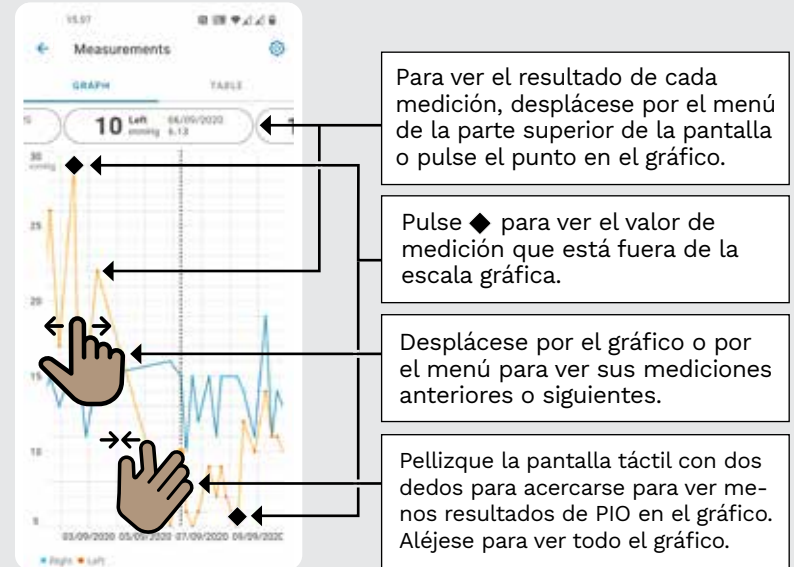 15.07
Measurements
GRAPH
TABLE
10 Left mmHg 06/09/2020 6.13
30
mmHg
25
20
15
10
5
03/09/2020 05/09/2020 07/09/2020 09/09/2020
Right Left
Para ver el resultado de cada
medición, desplácese por el menú
de la parte superior de la pantalla
o pulse el punto en el gráfico.
Pulse ◆ para ver el valor de
medición que está fuera de la
escala gráfica.
Desplácese por el gráfico o por
el menú para ver sus mediciones
anteriores o siguientes.
Pellizque la pantalla táctil con dos
dedos para acercarse para ver me-
nos resultados de PIO en el gráfico.
Aléjese para ver todo el gráfico.